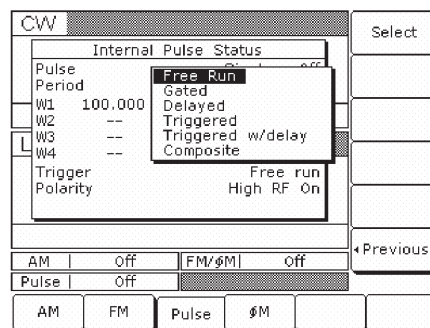 CW
Select
Internal Pulse Status
Pulse
Free Run
Period
Gated
W1 100.000
Delayed
W2 --
Triggered
W3 --
Triggered w/delay
W4 --
Composite
Trigger Free run
Polarity High RF On
◂Previous
AM | Off FM/ϕM| Off
Pulse | Off
AM FM Pulse ϕM